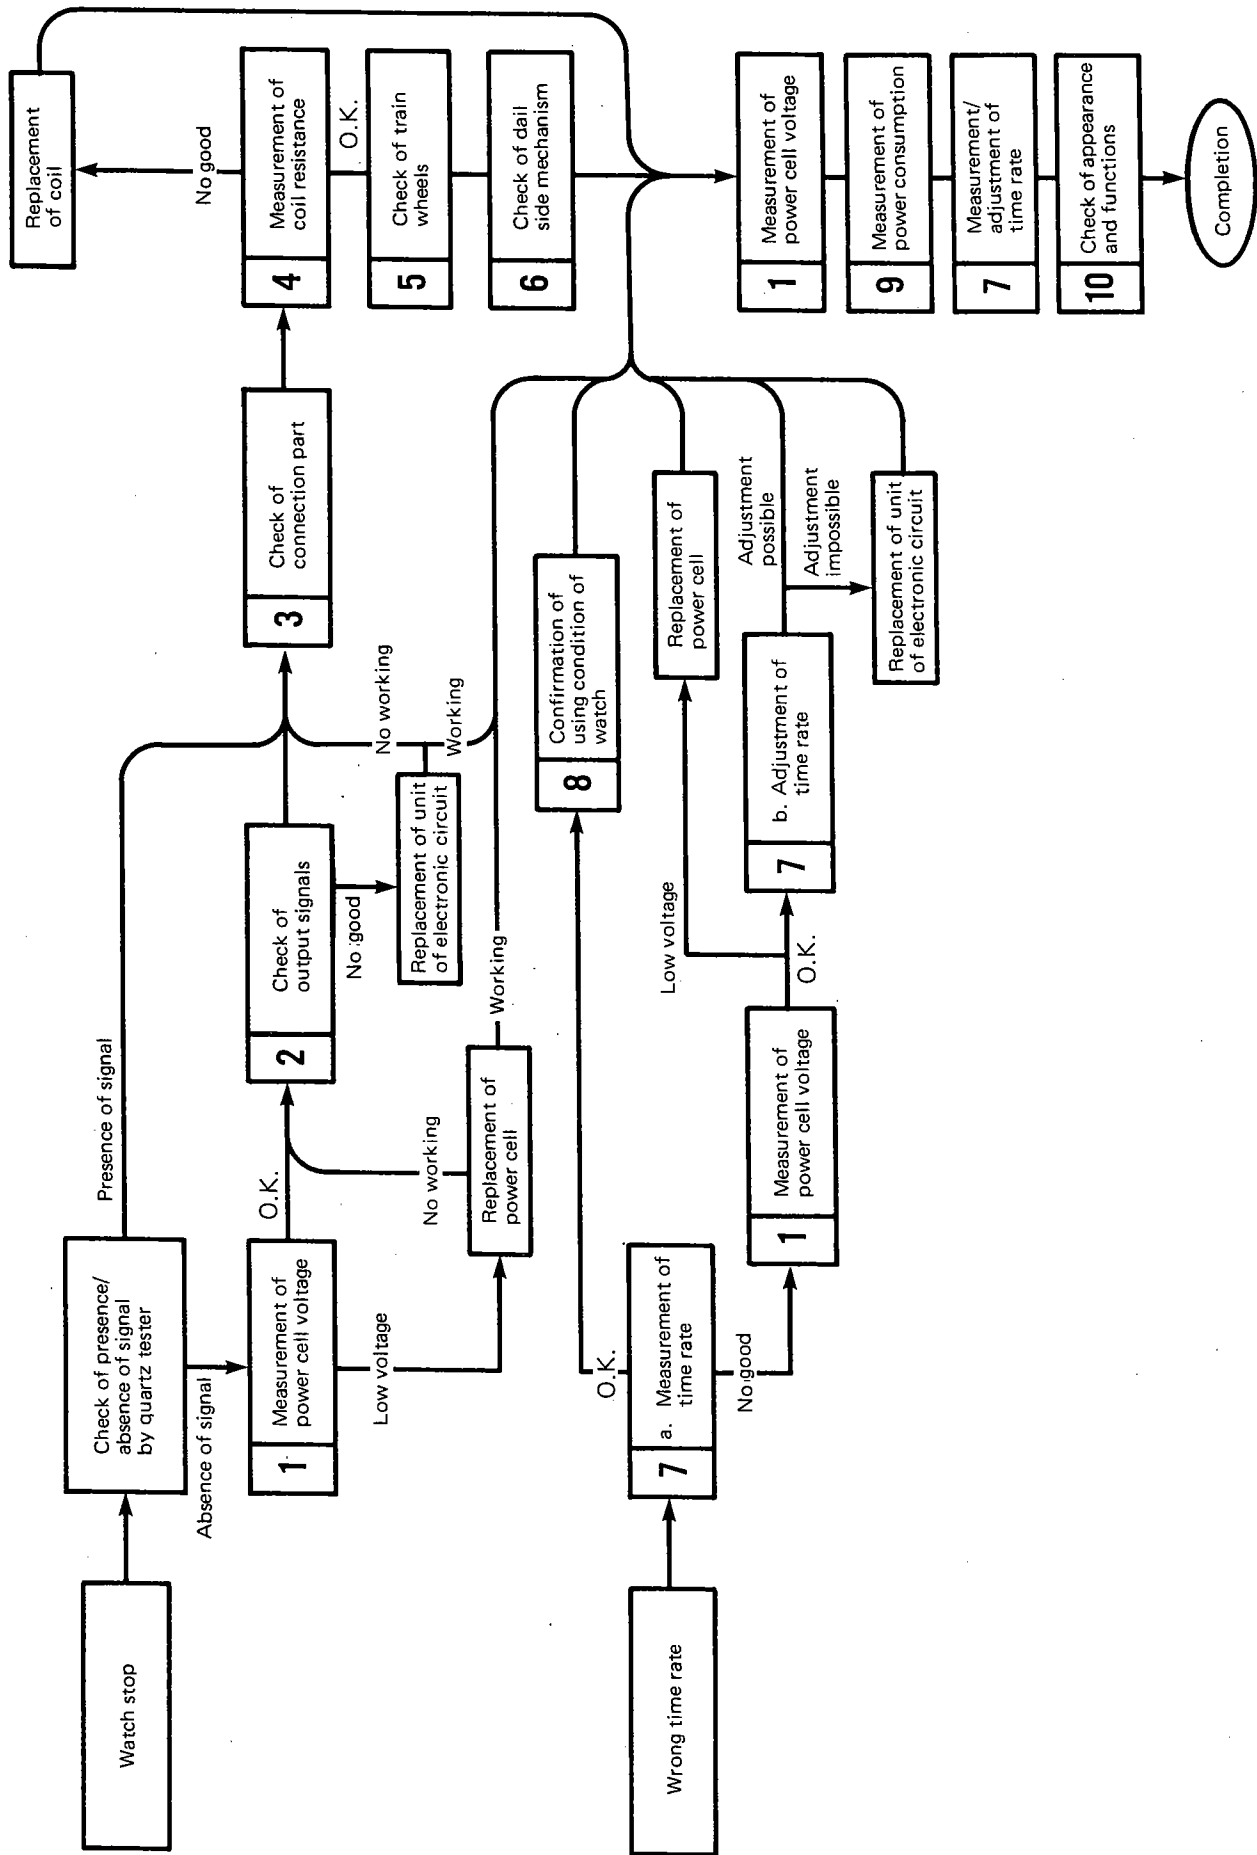 Watch stop
Check of presence/
absence of signal
by quartz tester
Presence of signal
Absence of signal
1
Measurement of
power cell voltage
O.K.
Low voltage
No working
Replacement of
power cell
Working
2
Check of
output signals
No good
Replacement of unit
of electronic circuit
No working
Working
3
Check of
connection part
4
Measurement of
coil resistance
No good
Replacement
of coil
O.K.
5
Check of train
wheels
6
Check of dail
side mechanism
Wrong time rate
7
a. Measurement of
time rate
O.K.
No good
8
Confirmation of
using condition of
watch
1
Measurement of
power cell voltage
Low voltage
O.K.
Replacement of
power cell
7
b. Adjustment of
time rate
Adjustment
possible
Adjustment
impossible
Replacement of unit
of electronic circuit
1
Measurement of
power cell voltage
9
Measurement of
power consumption
7
Measurement/
adjustment of
time rate
10
Check of appearance
and functions
Completion